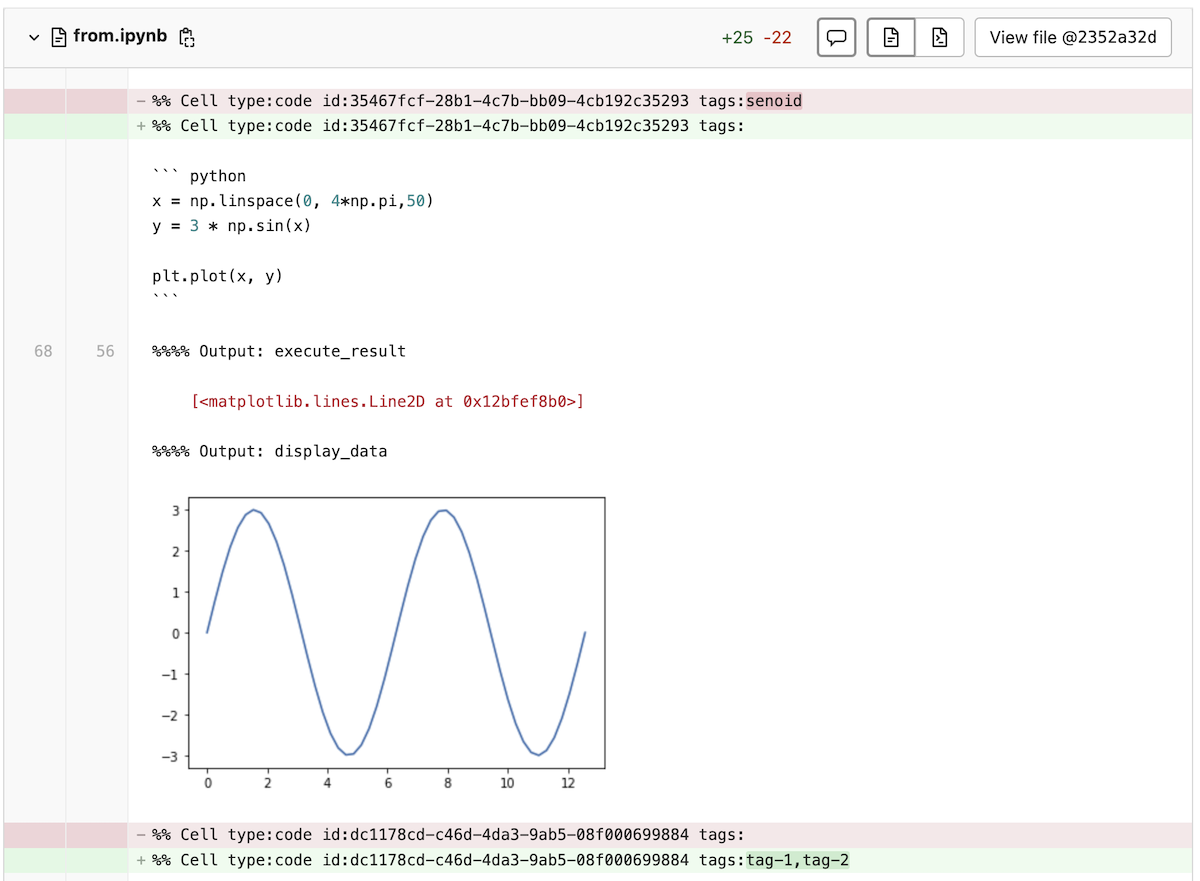 from.ipynb +25 -22 View file @2352a32d
- %% Cell type:code id:35467fcf-28b1-4c7b-bb09-4cb192c35293 tags:senoid
+ %% Cell type:code id:35467fcf-28b1-4c7b-bb09-4cb192c35293 tags:
``` python
x = np.linspace(0, 4*np.pi,50)
y = 3 * np.sin(x)
plt.plot(x, y)
```
68 56 %%%% Output: execute_result
[<matplotlib.lines.Line2D at 0x12bfef8b0>]
%%%% Output: display_data
3
2
1
0
−1
−2
−3
0 2 4 6 8 10 12
- %% Cell type:code id:dc1178cd-c46d-4da3-9ab5-08f000699884 tags:
+ %% Cell type:code id:dc1178cd-c46d-4da3-9ab5-08f000699884 tags:tag-1,tag-2